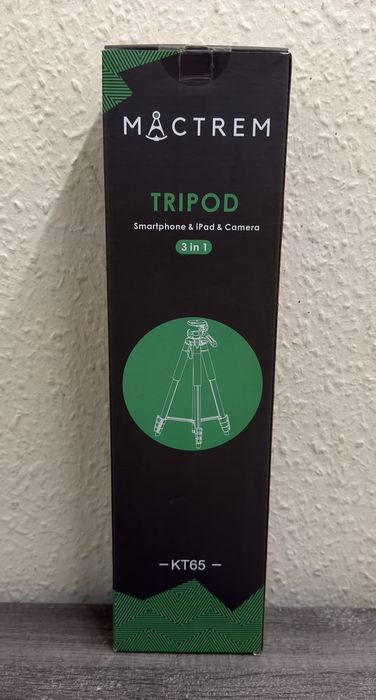 MACTREM
TRIPOD
Smartphone & iPad & Camera
3 in 1
— KT65 —